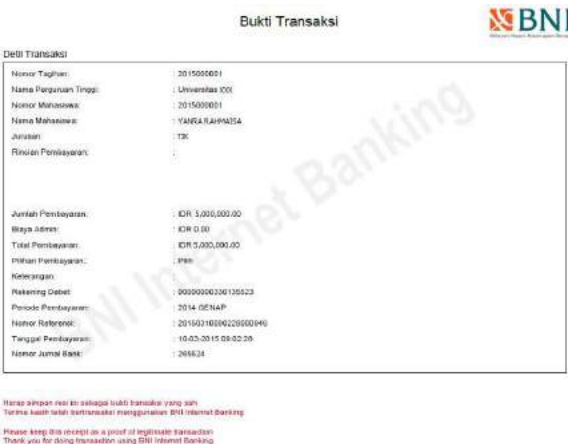 Bukti Transaksi
BNI
Detil Transaksi
Nomor Tagihan: : 2015000001
Nama Perguruan Tinggi: : Universitas XXX
Nomor Mahasiswa: : 2015000001
Nama Mahasiswa: : YANRA RAHMAISA
Jurusan: : TIK
Rincian Pembayaran: :
Jumlah Pembayaran: : IDR 5,000,000.00
Biaya Admin: : IDR 0.00
Total Pembayaran: : IDR 5,000,000.00
Pilihan Pembayaran: :
Keterangan: :
Rekening Debet: :
Periode Pembayaran: : 2014 GENAP
Nomor Referensi: :
Tanggal Pembayaran: : 10-03-2015 09:02:28
Nomor Jurnal Bank: : 265624
BNI Internet Banking
Harap simpan resi ini sebagai bukti transaksi yang sah
Terima kasih telah bertransaksi menggunakan BNI Internet Banking
Please keep this receipt as a proof of legitimate transaction
Thank you for doing transaction using BNI Internet Banking